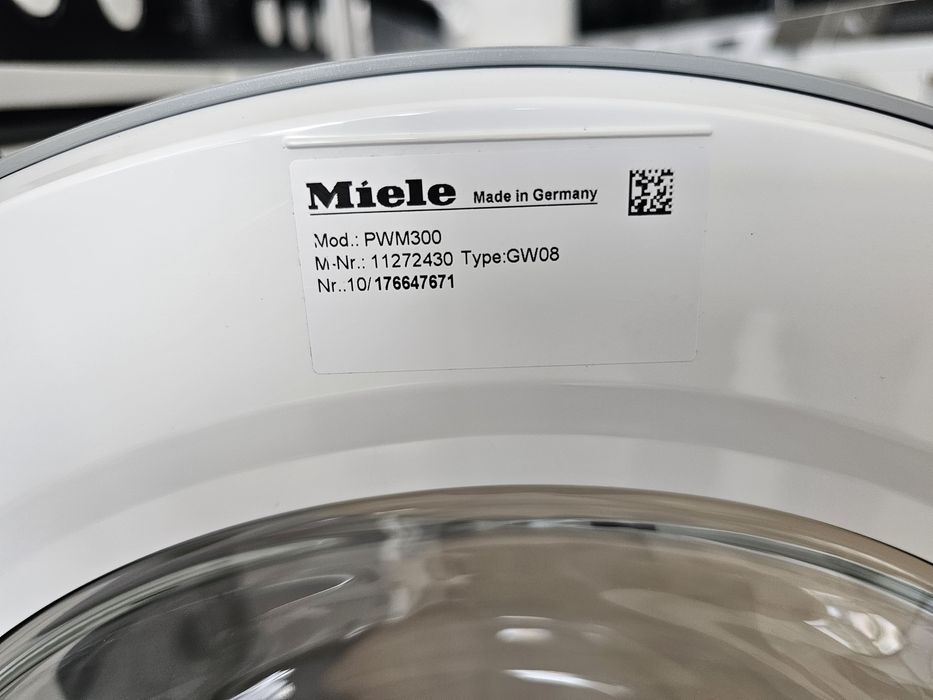 Miele Made in Germany
Mod.: PWM300
M-Nr.: 11272430 Type:GW08
Nr..10/176647671